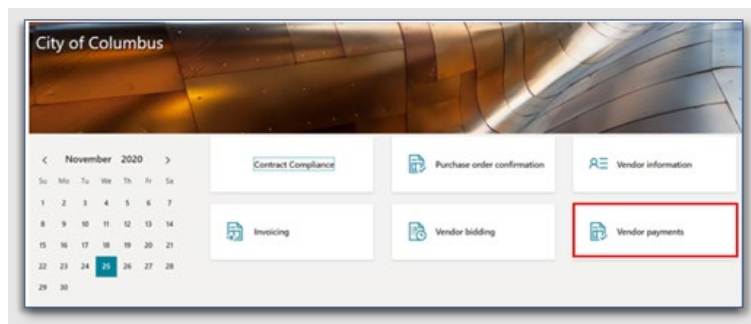 City of Columbus
< November 2020 >
Su Mo Tu We Th Fr Sa
1 2 3 4 5 6 7
8 9 10 11 12 13 14
15 16 17 18 19 20 21
22 23 24 25 26 27 28
29 30
Contract Compliance
Purchase order confirmation
Vendor information
Invoicing
Vendor bidding
Vendor payments